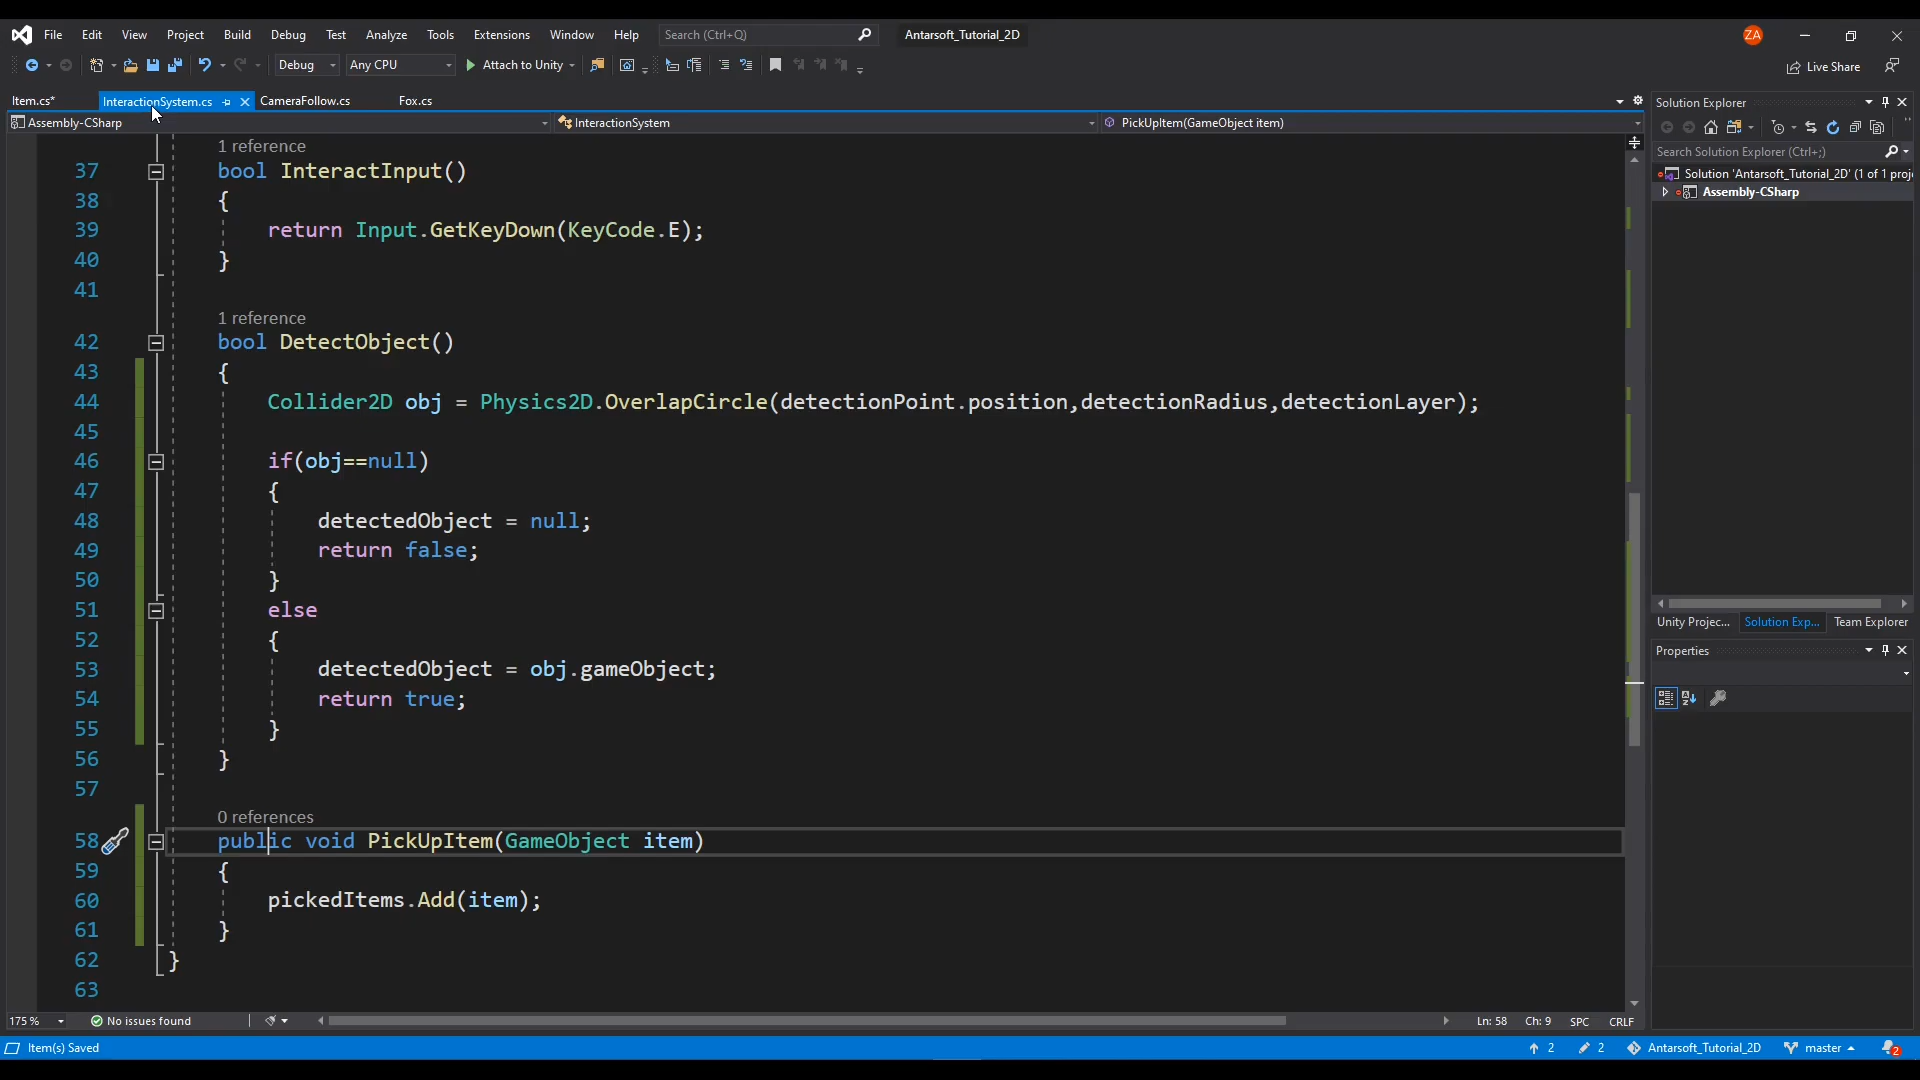 File Edit View Project Build Debug Test Analyze Tools Extensions Window Help Search (Ctrl+Q) Antarsoft_Tutorial_2D ZA
Debug Any CPU Attach to Unity Live Share
Item.cs* InteractionSystem.cs CameraFollow.cs Fox.cs
Assembly-CSharp InteractionSystem PickUpItem(GameObject item)
1 reference
37 bool InteractInput()
38 {
39 return Input.GetKeyDown(KeyCode.E);
40 }
41
1 reference
42 bool DetectObject()
43 {
44 Collider2D obj = Physics2D.OverlapCircle(detectionPoint.position,detectionRadius,detectionLayer);
45
46 if(obj==null)
47 {
48 detectedObject = null;
49 return false;
50 }
51 else
52 {
53 detectedObject = obj.gameObject;
54 return true;
55 }
56 }
57
0 references
58 public void PickUpItem(GameObject item)
59 {
60 pickedItems.Add(item);
61 }
62 }
63
175 % No issues found Ln: 58 Ch: 9 SPC CRLF
Item(s) Saved 2 2 Antarsoft_Tutorial_2D master 2
Solution Explorer
Search Solution Explorer (Ctrl+;)
Solution 'Antarsoft_Tutorial_2D' (1 of 1 proj
Assembly-CSharp
Unity Projec... Solution Exp... Team Explorer
Properties